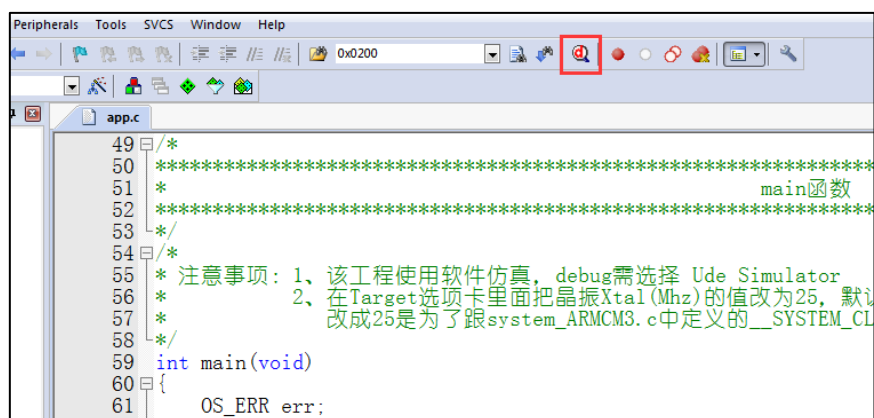 Peripherals Tools SVCS Window Help
0x0200
app.c
49 /*
50 **************************************************************
51 * main函数
52 **************************************************************
53 */
54 /*
55 * 注意事项: 1、该工程使用软件仿真, debug需选择 Ude Simulator
56 * 2、在Target选项卡里面把晶振Xtal(Mhz)的值改为25, 默认
57 * 改成25是为了跟system_ARMCM3.c中定义的__SYSTEM_CL
58 */
59 int main(void)
60 {
61 OS_ERR err;